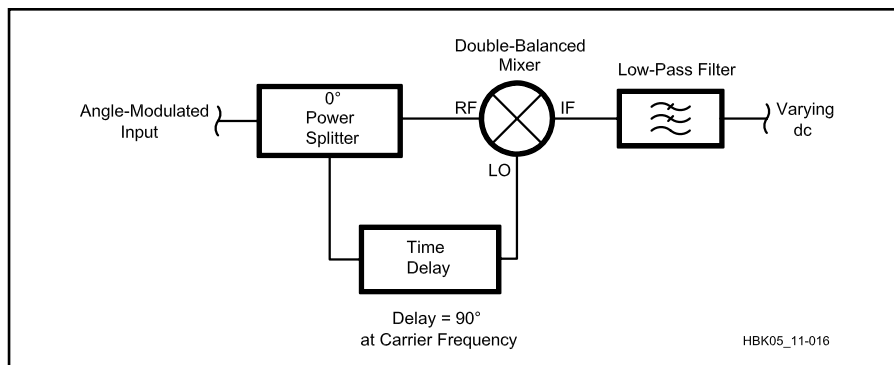 Double-Balanced
Mixer
Low-Pass Filter
Angle-Modulated
Input
0°
Power
Splitter
RF
IF
LO
Varying
dc
Time
Delay
Delay = 90°
at Carrier Frequency
HBK05_11-016